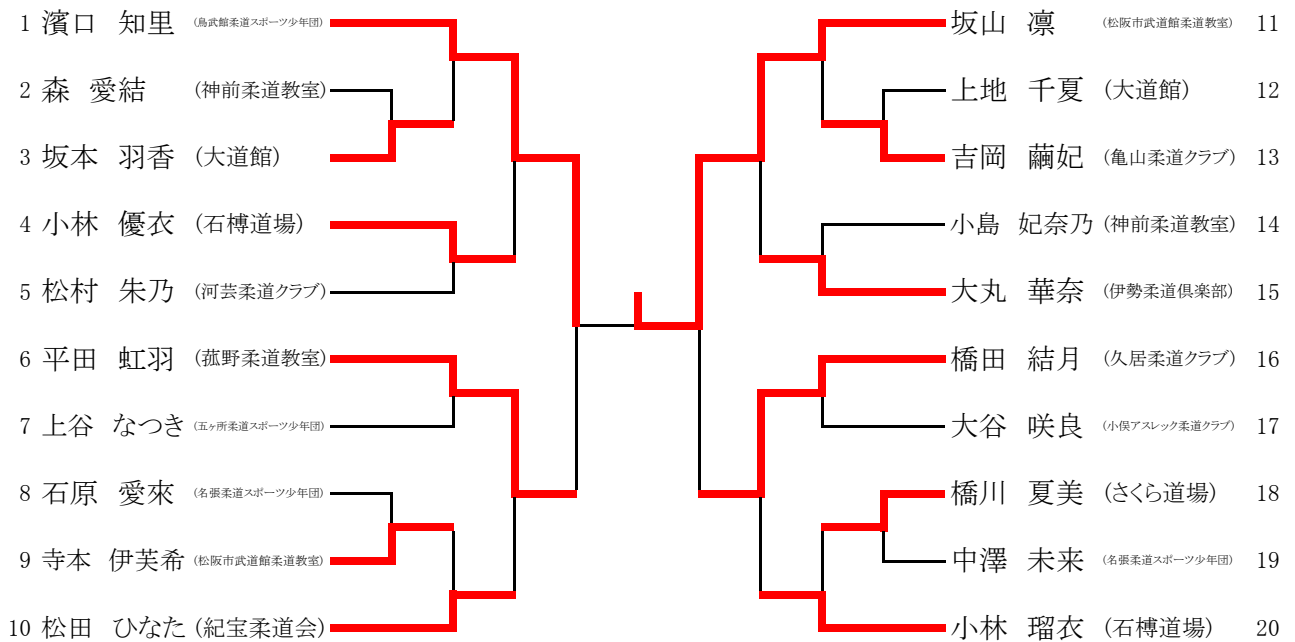 1 濱口 知里 (鳥武館柔道スポーツ少年団)
2 森 愛結 (神前柔道教室)
3 坂本 羽香 (大道館)
4 小林 優衣 (石榑道場)
5 松村 朱乃 (河芸柔道クラブ)
6 平田 虹羽 (菰野柔道教室)
7 上谷 なつき (五ヶ所柔道スポーツ少年団)
8 石原 愛來 (名張柔道スポーツ少年団)
9 寺本 伊芙希 (松阪市武道館柔道教室)
10 松田 ひなた (紀宝柔道会)
坂山 凛 (松阪市武道館柔道教室) 11
上地 千夏 (大道館) 12
吉岡 繭妃 (亀山柔道クラブ) 13
小島 妃奈乃 (神前柔道教室) 14
大丸 華奈 (伊勢柔道倶楽部) 15
橋田 結月 (久居柔道クラブ) 16
大谷 咲良 (小俣アスレック柔道クラブ) 17
橋川 夏美 (さくら道場) 18
中澤 未来 (名張柔道スポーツ少年団) 19
小林 瑠衣 (石榑道場) 20